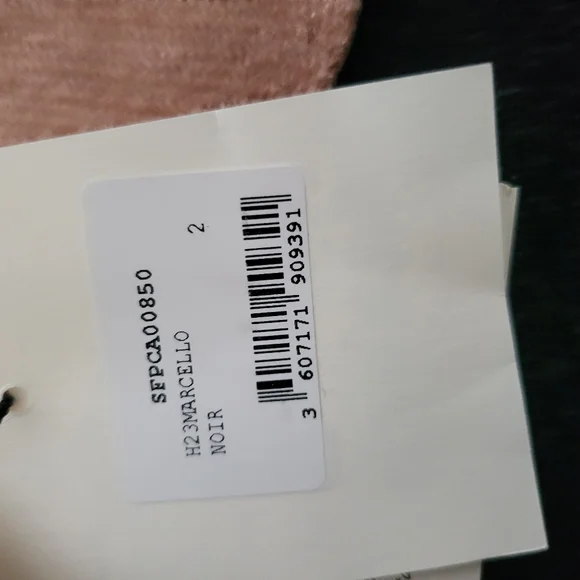 SFPCA00850
H23MARCELLO
NOIR 2
3 607171 909391